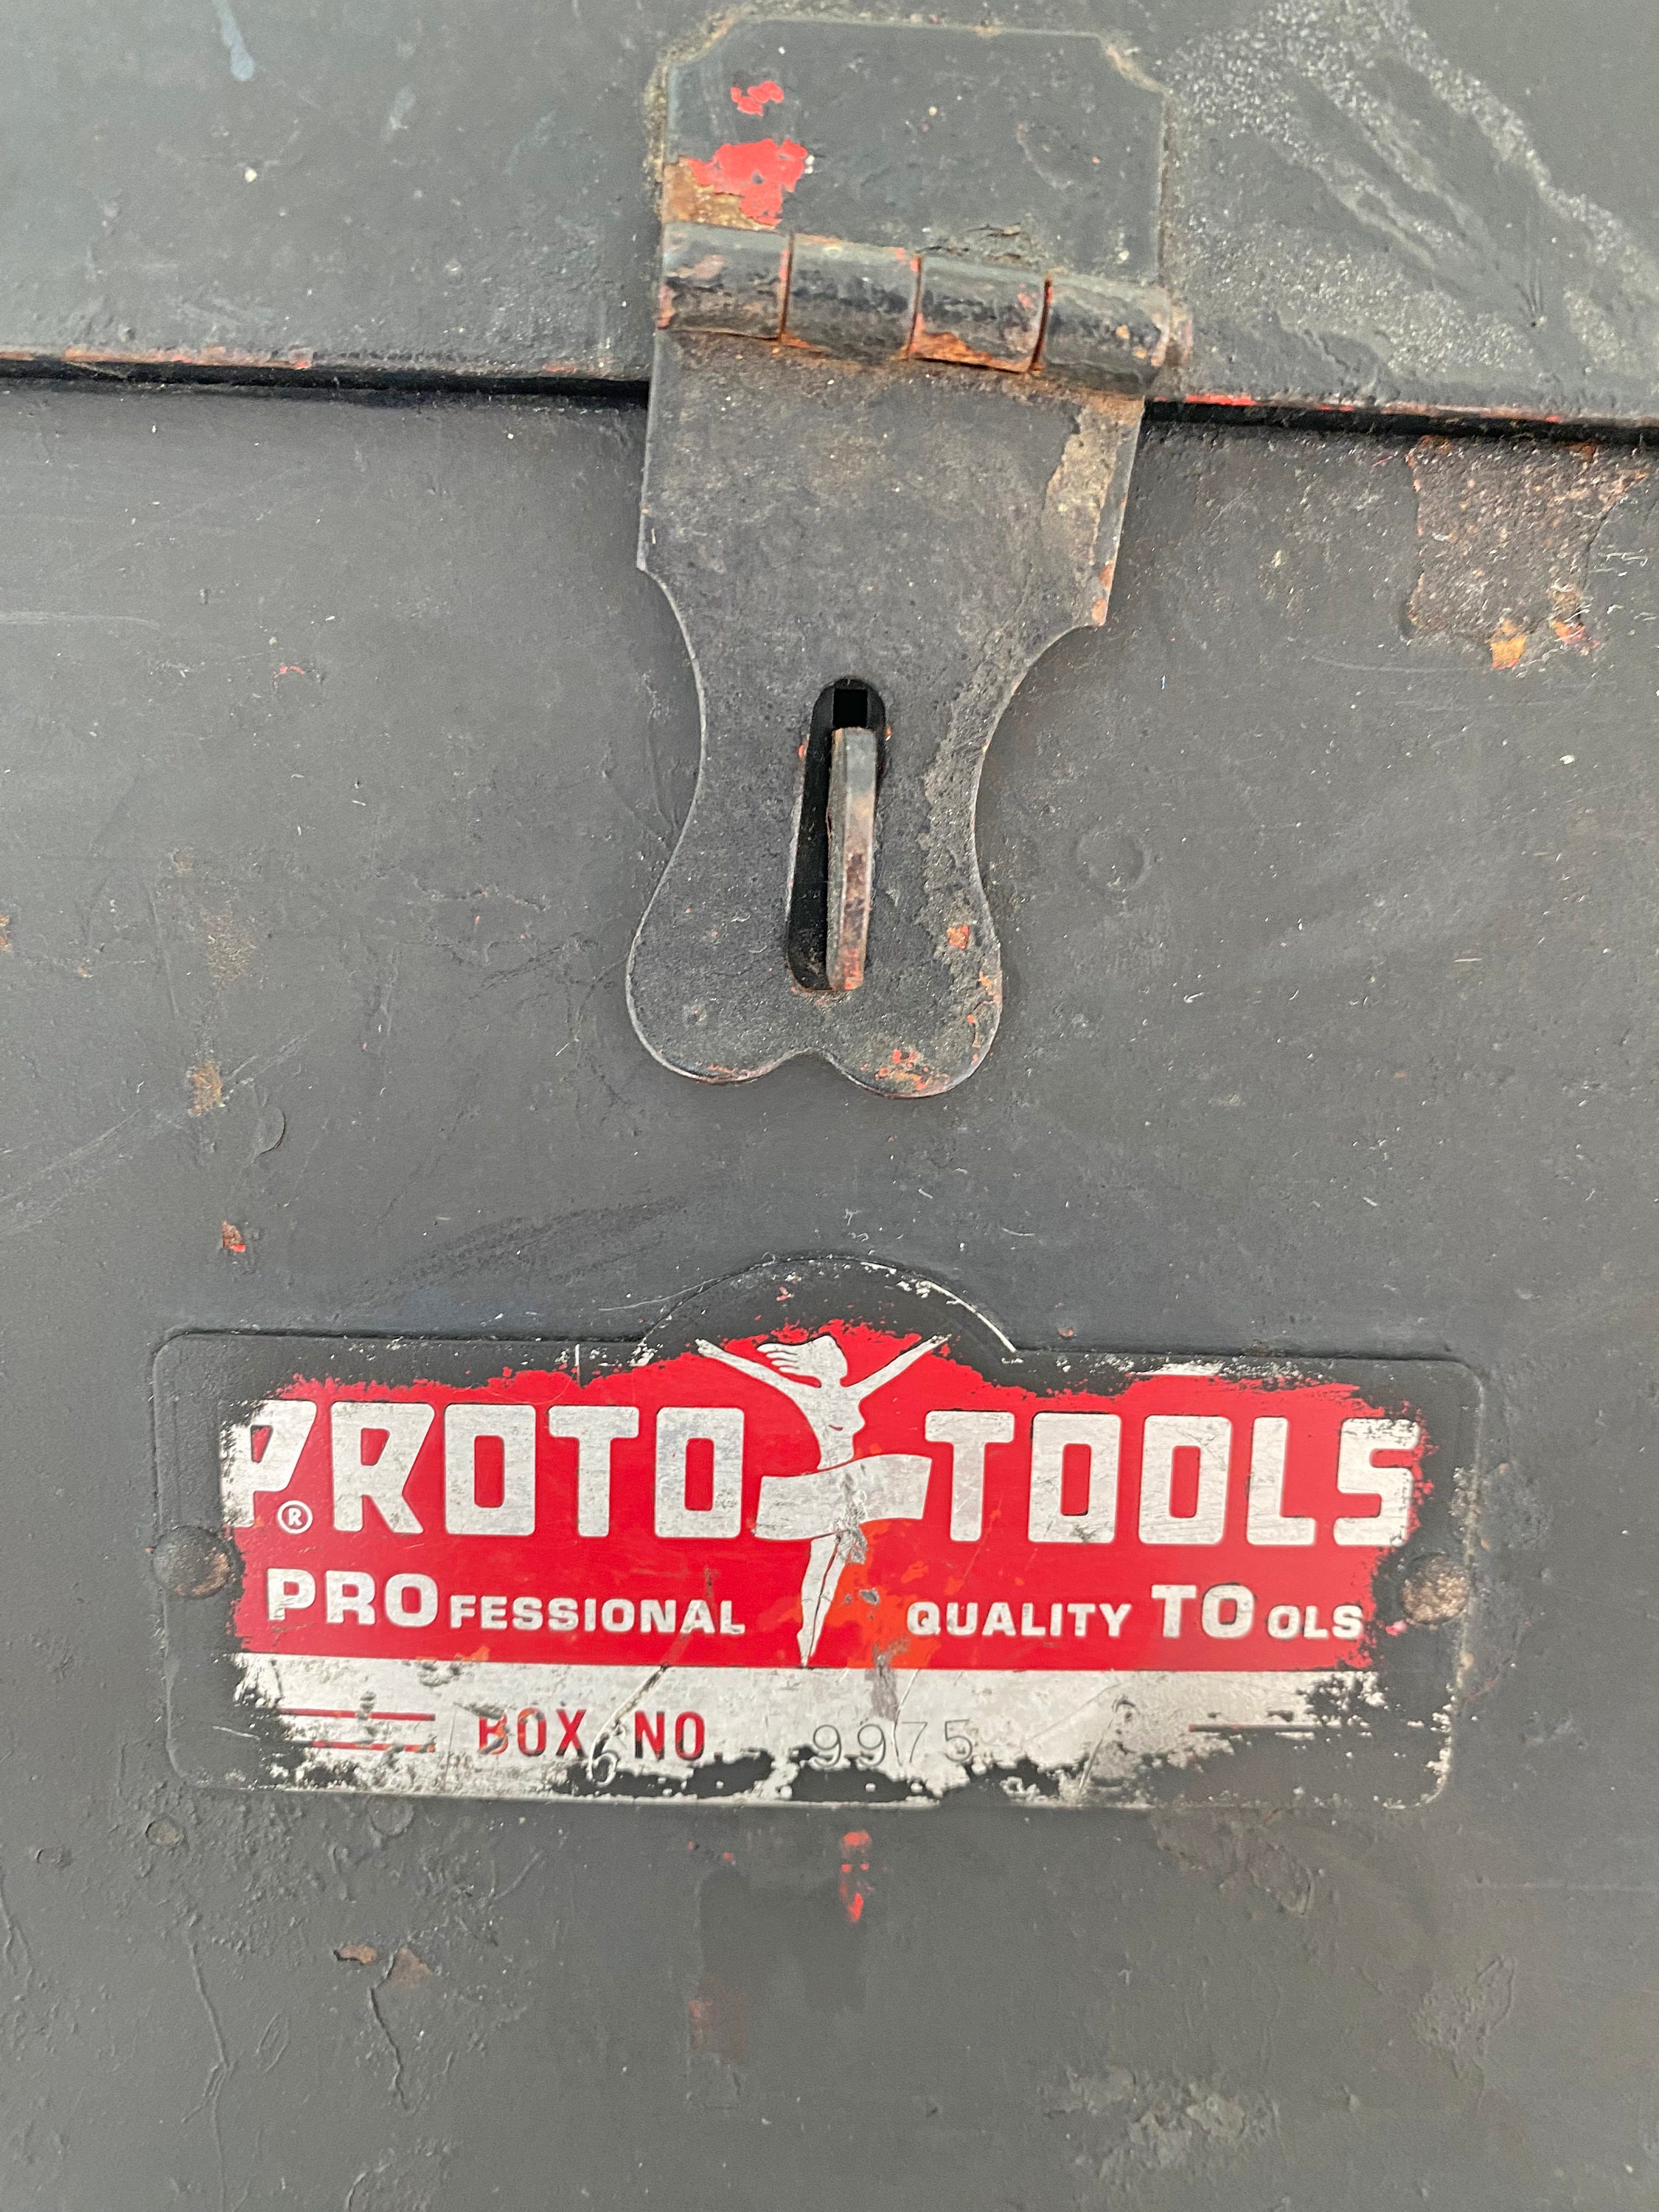 PROTO TOOLS
®
PROFESSIONAL QUALITY TOOLS
BOX NO 9975